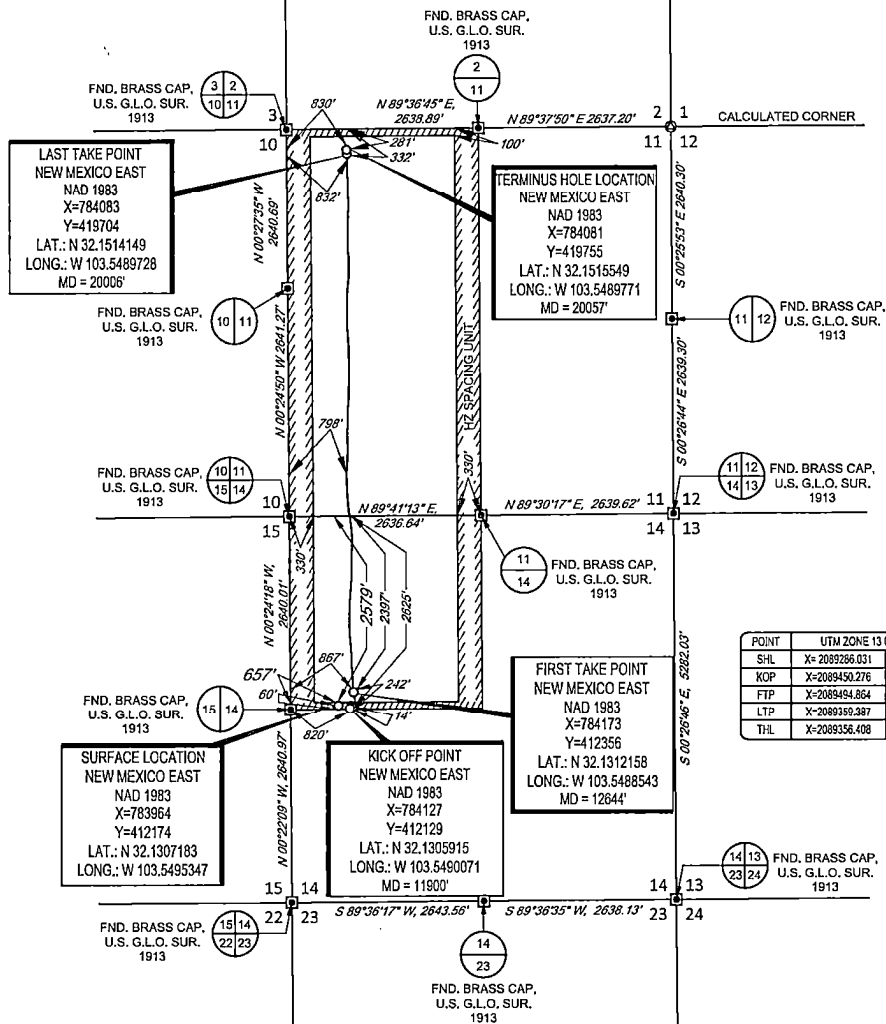 FND. BRASS CAP,
U.S. G.L.O. SUR.
1913
2
11
FND. BRASS CAP,
U.S. G.L.O. SUR.
1913
3 2
10 11
3
10
830'
N 89°36'45" E,
2638.89'
N 89°37'50" E 2637.20'
2 1
11 12
CALCULATED CORNER
281'
332'
100'
832'
LAST TAKE POINT
NEW MEXICO EAST
NAD 1983
X=784083
Y=419704
LAT.: N 32.1514149
LONG.: W 103.5489728
MD = 20006'
TERMINUS HOLE LOCATION
NEW MEXICO EAST
NAD 1983
X=784081
Y=419755
LAT.: N 32.1515549
LONG.: W 103.5489771
MD = 20057'
N 00°27'35" W
2640.69'
S 00°25'53" E 2640.30'
FND. BRASS CAP,
U.S. G.L.O. SUR.
1913
10 11
11 12
FND. BRASS CAP,
U.S. G.L.O. SUR.
1913
N 00°24'50" W 2641.27'
HZ SPACING UNIT
S 00°26'44" E 2639.30'
798'
330'
FND. BRASS CAP,
U.S. G.L.O. SUR.
1913
10 11
15 14
10
15
N 89°41'13" E,
2636.64'
N 89°30'17" E, 2639.62'
11 12
14 13
11 12
14 13
FND. BRASS CAP,
U.S. G.L.O. SUR.
1913
330'
11
14
FND. BRASS CAP,
U.S. G.L.O. SUR.
1913
N 00°24'18" W,
2640.01'
2579'
2397'
2625'
S 00°26'46" E, 5282.03'
POINT UTM ZONE 13
SHL X= 2089286.031
KOP X=2089450.276
FTP X=2089494.864
LTP X=2089359.387
THL X=2089356.408
867'
657'
242'
60'
14'
820'
FND. BRASS CAP,
U.S. G.L.O. SUR.
1913
15 14
FIRST TAKE POINT
NEW MEXICO EAST
NAD 1983
X=784173
Y=412356
LAT.: N 32.1312158
LONG.: W 103.5488543
MD = 12644'
SURFACE LOCATION
NEW MEXICO EAST
NAD 1983
X=783964
Y=412174
LAT.: N 32.1307183
LONG.: W 103.5495347
KICK OFF POINT
NEW MEXICO EAST
NAD 1983
X=784127
Y=412129
LAT.: N 32.1305915
LONG.: W 103.5490071
MD = 11900'
N 00°22'09" W, 2640.97'
15 14
22 23
S 89°36'17" W, 2643.56'
S 89°36'35" W, 2638.13'
14 13
23 24
14 13
23 24
FND. BRASS CAP,
U.S. G.L.O. SUR.
1913
FND. BRASS CAP,
U.S. G.L.O. SUR.
1913
15 14
22 23
14
23
FND. BRASS CAP,
U.S. G.L.O. SUR.
1913